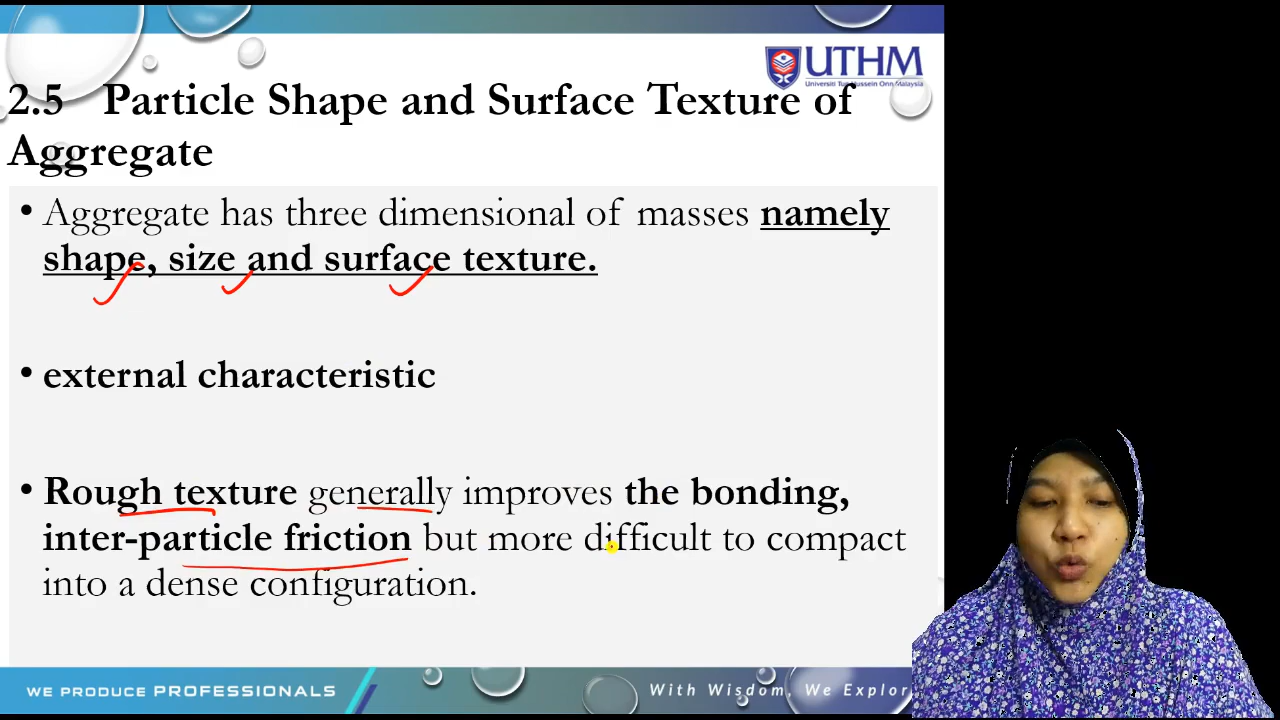 UTHM
Universiti Tun Hussein Onn Malaysia
2.5 Particle Shape and Surface Texture of
Aggregate
• Aggregate has three dimensional of masses namely
shape, size and surface texture.
• external characteristic
• Rough texture generally improves the bonding,
inter-particle friction but more difficult to compact
into a dense configuration.
WE PRODUCE PROFESSIONALS
With Wisdom, We Explor